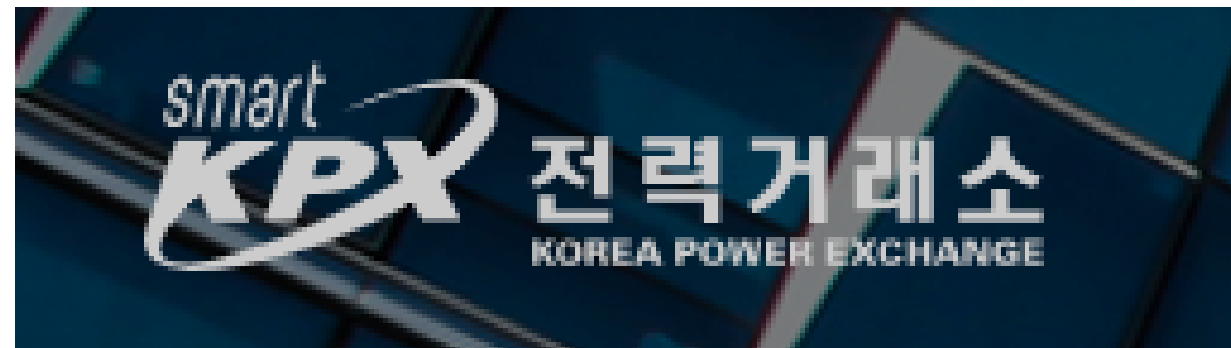 smart
KPX
전력거래소
KOREA POWER EXCHANGE